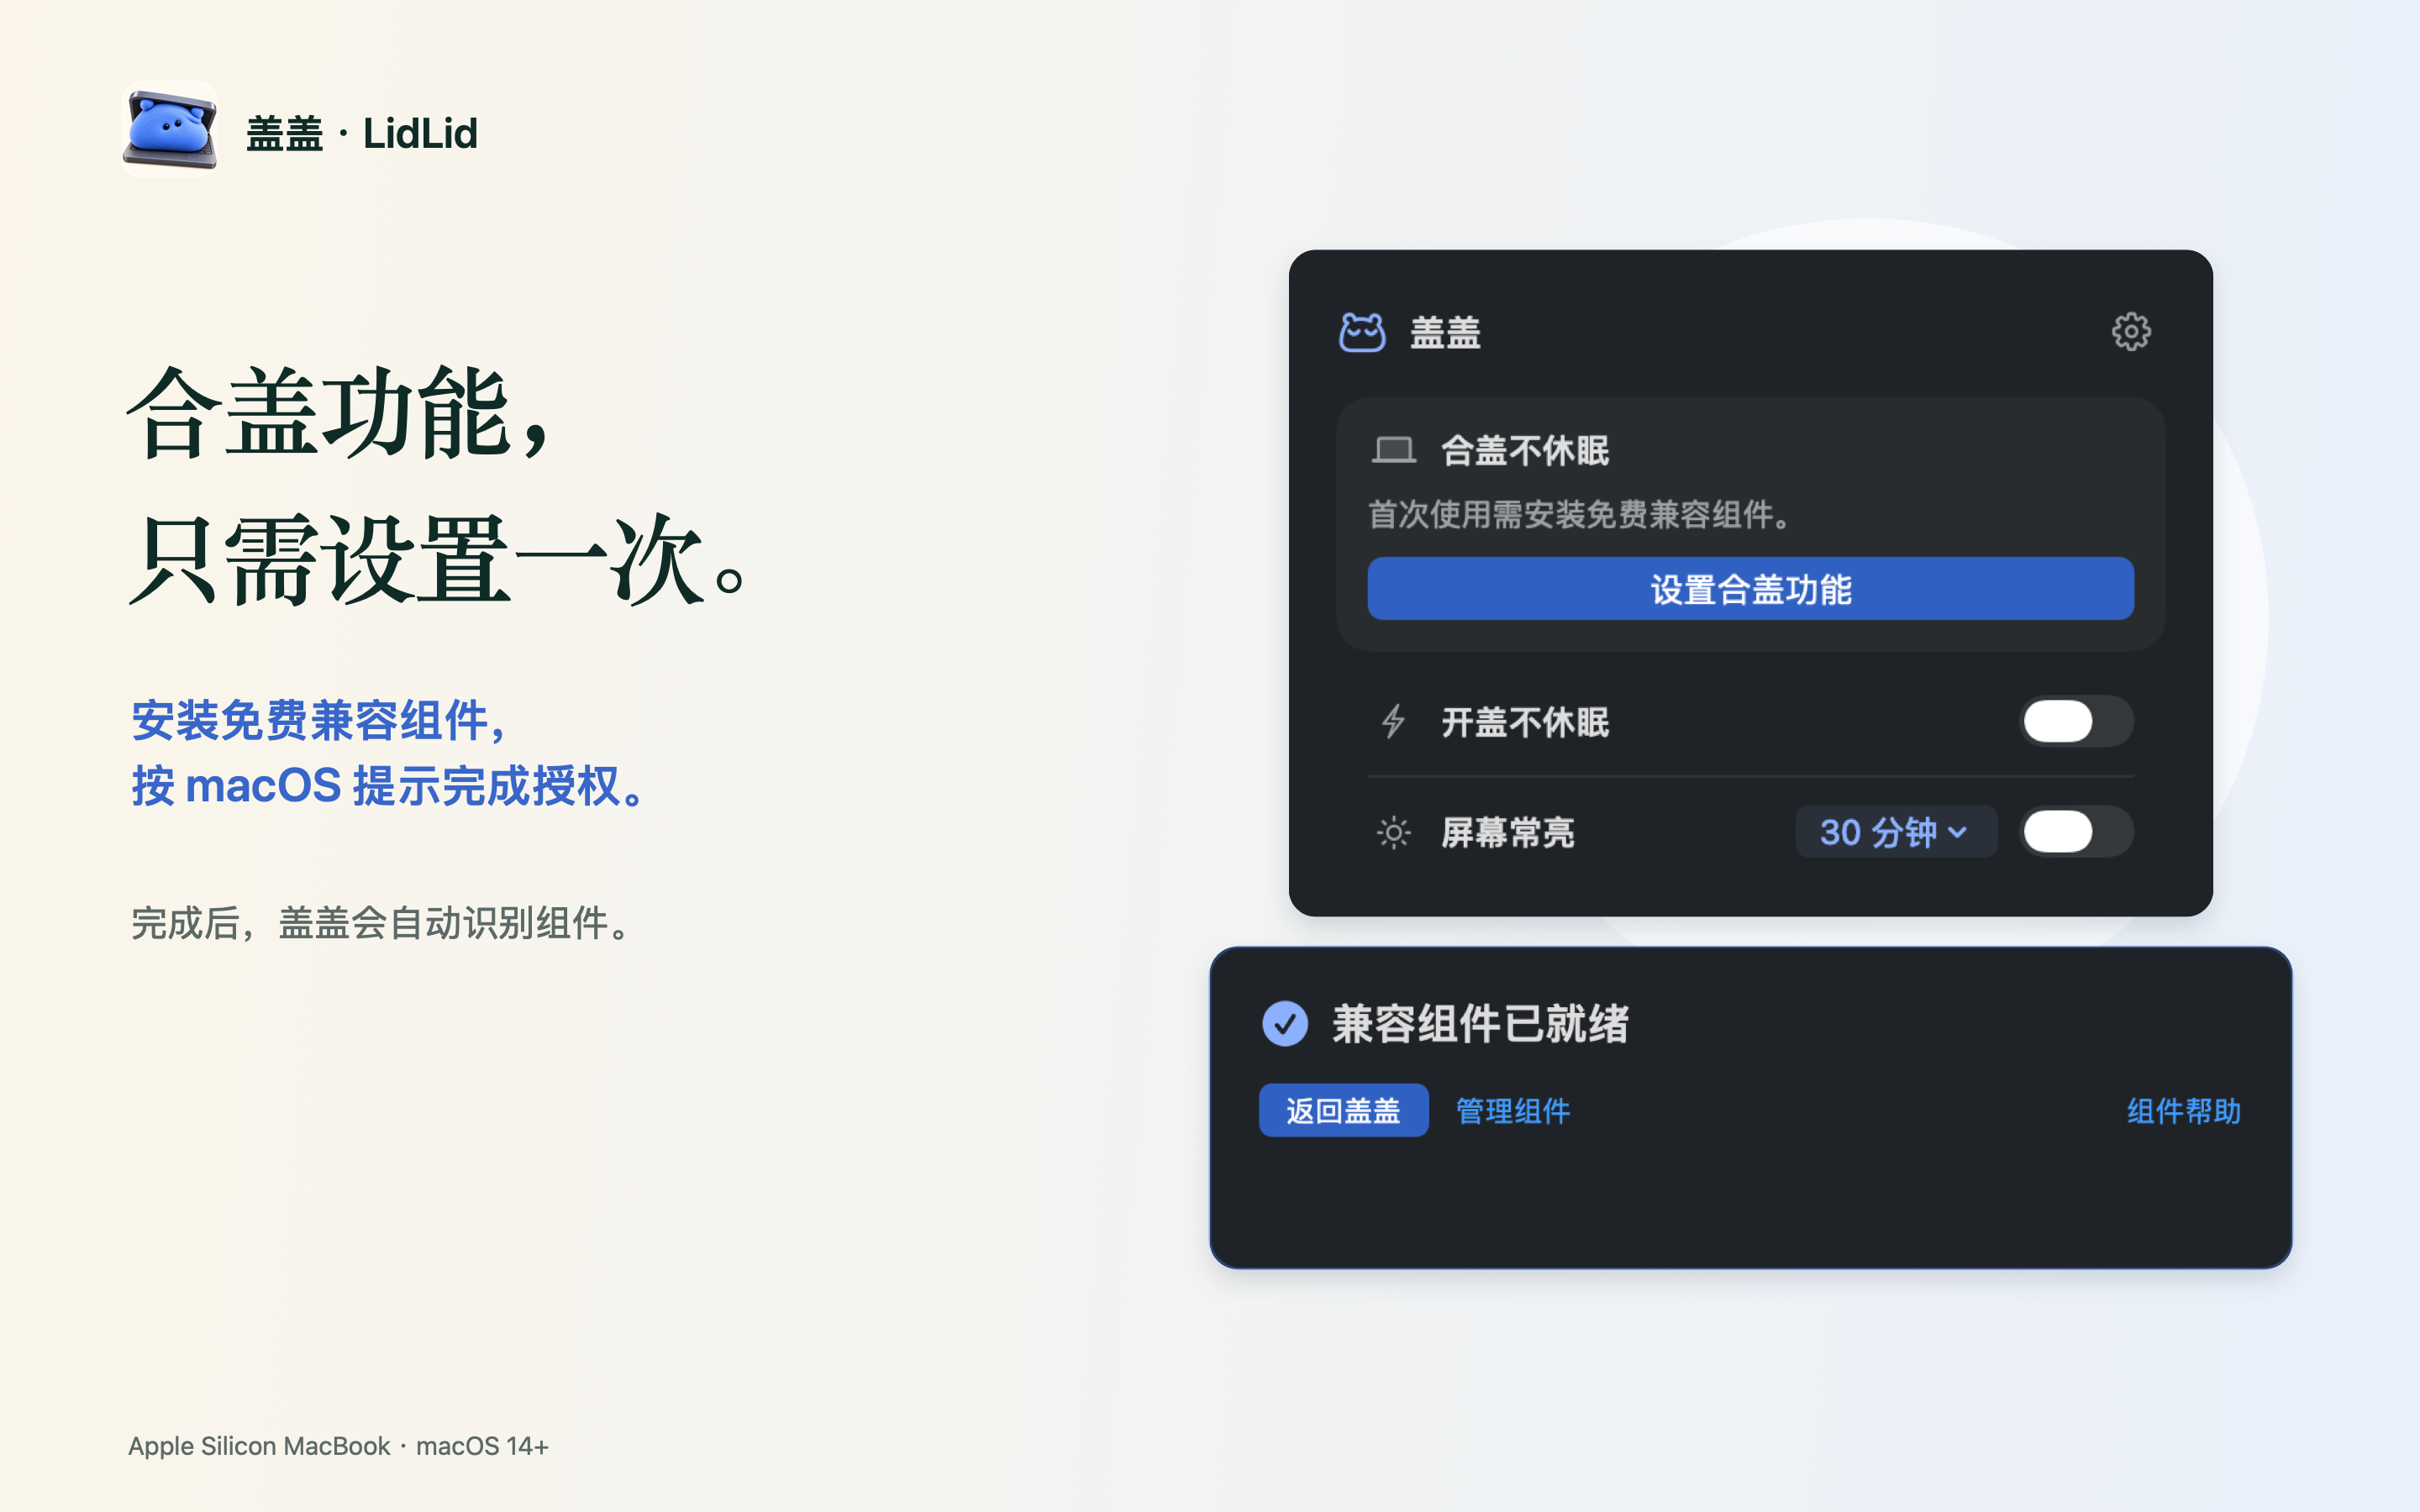 盖盖 · LidLid
合盖功能，
只需设置一次。
安装免费兼容组件，
按 macOS 提示完成授权。
完成后，盖盖会自动识别组件。
盖盖
合盖不休眠
首次使用需安装免费兼容组件。
设置合盖功能
开盖不休眠
屏幕常亮 30 分钟
兼容组件已就绪
返回盖盖 管理组件 组件帮助
Apple Silicon MacBook · macOS 14+